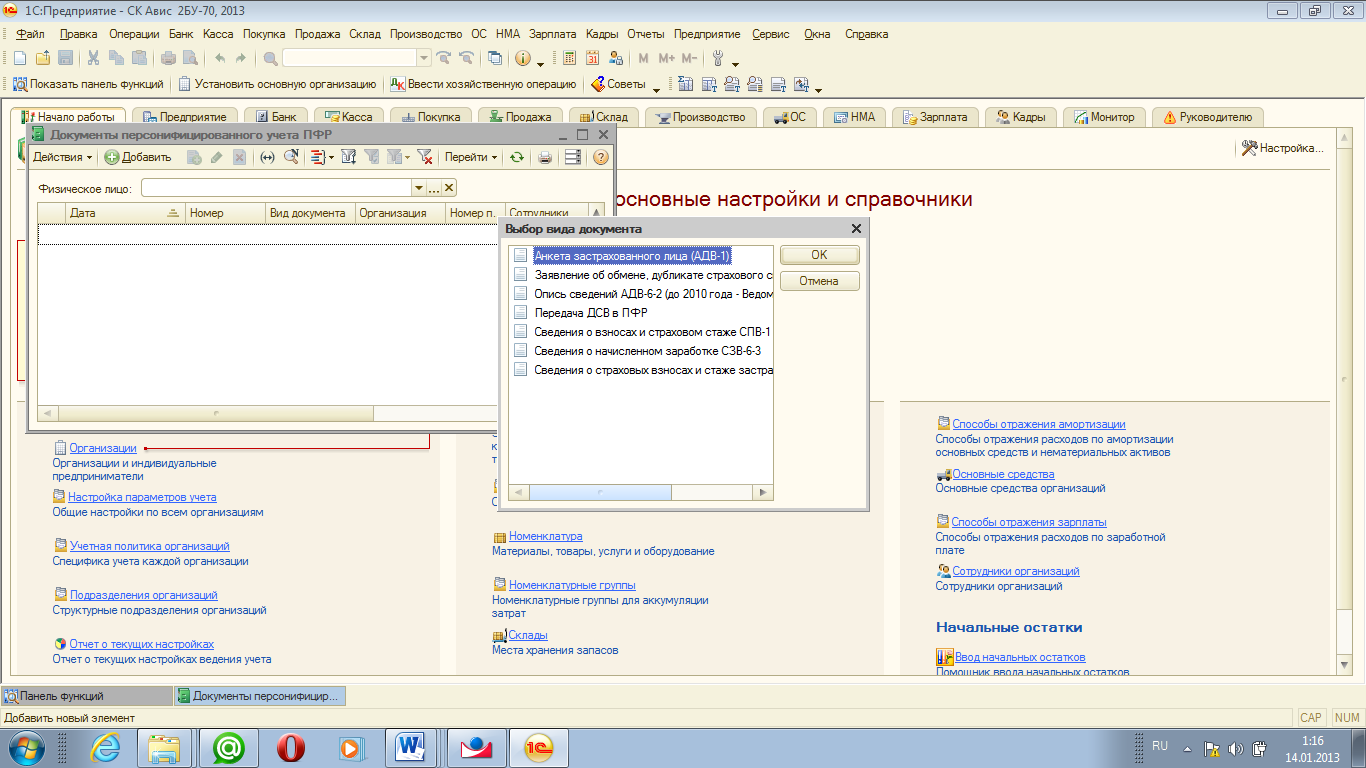 1С:Предприятие - СК Авис 2БУ-70, 2013
Файл Правка Операции Банк Касса Покупка Продажа Склад Производство ОС НМА Зарплата Кадры Отчеты Предприятие Сервис Окна Справка
M M+ M-
Показать панель функций Установить основную организацию Ввести хозяйственную операцию Советы
Начало работы Предприятие Банк Касса Покупка Продажа Склад Производство ОС НМА Зарплата Кадры Монитор Руководителю
Документы персонифицированного учета ПФР
Действия Добавить Перейти
Настройка...
Физическое лицо:
основные настройки и справочники
Дата Номер Вид документа Организация Номер п.. Сотрудники
Выбор вида документа
Анкета застрахованного лица (АДВ-1)
OK
Заявление об обмене, дубликате страхового с
Отмена
Опись сведений АДВ-6-2 (до 2010 года - Ведом
Передача ДСВ в ПФР
Сведения о взносах и страховом стаже СПВ-1
Сведения о начисленном заработке СЗВ-6-3
Сведения о страховых взносах и стаже застра
Организации
Организации и индивидуальные
предприниматели
Настройка параметров учета
Общие настройки по всем организациям
Учетная политика организаций
Специфика учета каждой организации
Подразделения организаций
Структурные подразделения организаций
Отчет о текущих настройках
Отчет о текущих настройках ведения учета
Номенклатура
Материалы, товары, услуги и оборудование
Номенклатурные группы
Номенклатурные группы для аккумуляции
затрат
Склады
Места хранения запасов
Способы отражения амортизации
Способы отражения расходов по амортизации
основных средств и нематериальных активов
Основные средства
Основные средства организаций
Способы отражения зарплаты
Способы отражения расходов по заработной
плате
Сотрудники организаций
Сотрудники организаций
Начальные остатки
Ввод начальных остатков
Помощник ввода начальных остатков
Панель функций Документы персонифицир...
Добавить новый элемент CAP NUM
RU 1:16
14.01.2013